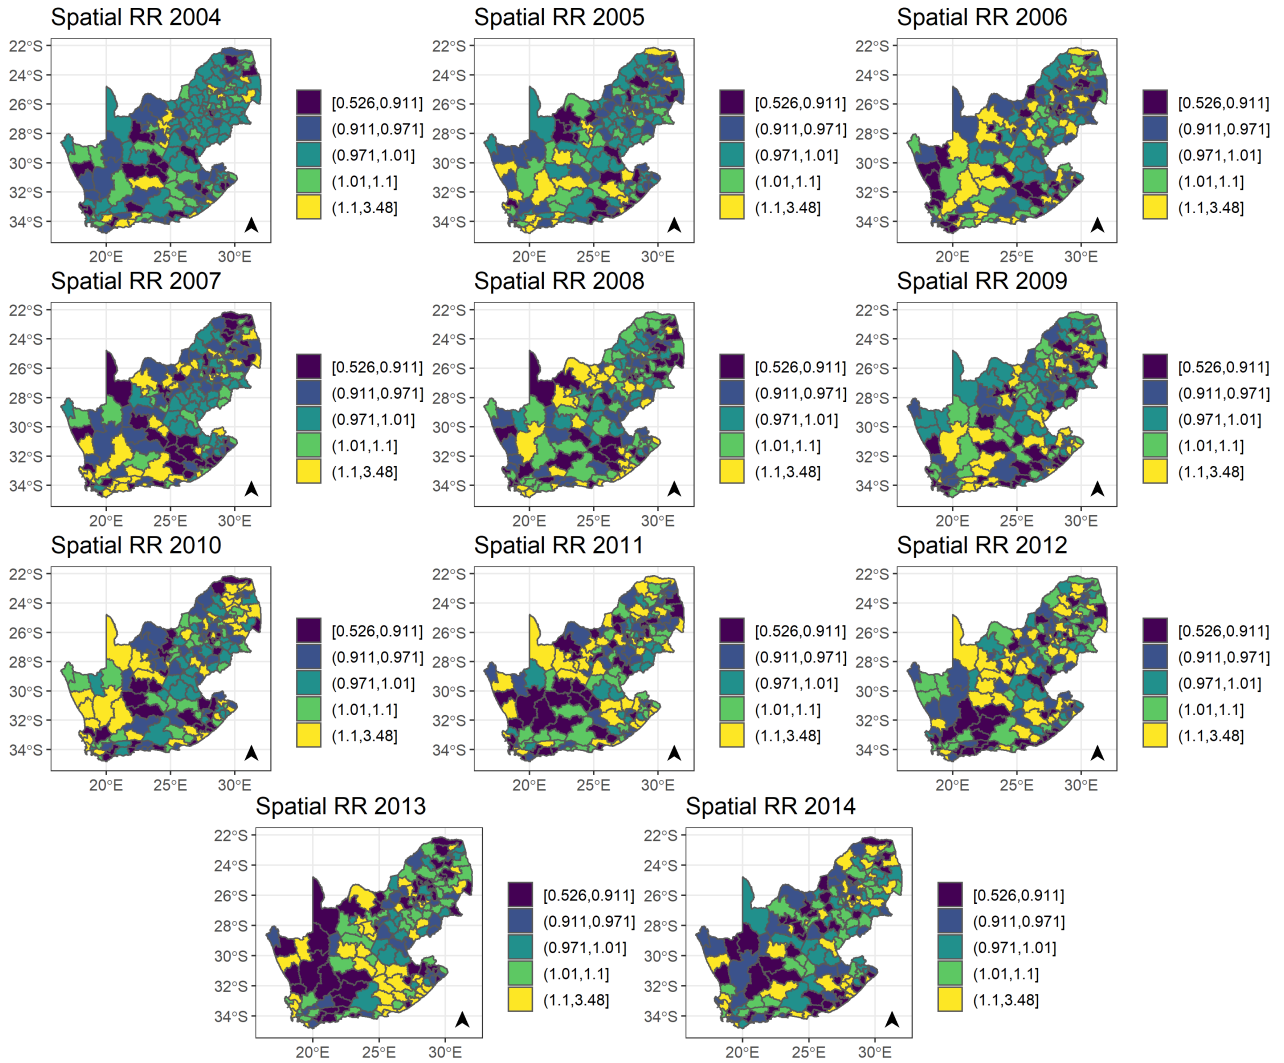 Spatial RR 2004
22°S
24°S
26°S
28°S
30°S
32°S
34°S
20°E 25°E 30°E
[0.526,0.911]
(0.911,0.971]
(0.971,1.01]
(1.01,1.1]
(1.1,3.48]
Spatial RR 2005
22°S
24°S
26°S
28°S
30°S
32°S
34°S
20°E 25°E 30°E
[0.526,0.911]
(0.911,0.971]
(0.971,1.01]
(1.01,1.1]
(1.1,3.48]
Spatial RR 2006
22°S
24°S
26°S
28°S
30°S
32°S
34°S
20°E 25°E 30°E
[0.526,0.911]
(0.911,0.971]
(0.971,1.01]
(1.01,1.1]
(1.1,3.48]
Spatial RR 2007
22°S
24°S
26°S
28°S
30°S
32°S
34°S
20°E 25°E 30°E
[0.526,0.911]
(0.911,0.971]
(0.971,1.01]
(1.01,1.1]
(1.1,3.48]
Spatial RR 2008
22°S
24°S
26°S
28°S
30°S
32°S
34°S
20°E 25°E 30°E
[0.526,0.911]
(0.911,0.971]
(0.971,1.01]
(1.01,1.1]
(1.1,3.48]
Spatial RR 2009
22°S
24°S
26°S
28°S
30°S
32°S
34°S
20°E 25°E 30°E
[0.526,0.911]
(0.911,0.971]
(0.971,1.01]
(1.01,1.1]
(1.1,3.48]
Spatial RR 2010
22°S
24°S
26°S
28°S
30°S
32°S
34°S
20°E 25°E 30°E
[0.526,0.911]
(0.911,0.971]
(0.971,1.01]
(1.01,1.1]
(1.1,3.48]
Spatial RR 2011
22°S
24°S
26°S
28°S
30°S
32°S
34°S
20°E 25°E 30°E
[0.526,0.911]
(0.911,0.971]
(0.971,1.01]
(1.01,1.1]
(1.1,3.48]
Spatial RR 2012
22°S
24°S
26°S
28°S
30°S
32°S
34°S
20°E 25°E 30°E
[0.526,0.911]
(0.911,0.971]
(0.971,1.01]
(1.01,1.1]
(1.1,3.48]
Spatial RR 2013
22°S
24°S
26°S
28°S
30°S
32°S
34°S
20°E 25°E 30°E
[0.526,0.911]
(0.911,0.971]
(0.971,1.01]
(1.01,1.1]
(1.1,3.48]
Spatial RR 2014
22°S
24°S
26°S
28°S
30°S
32°S
34°S
20°E 25°E 30°E
[0.526,0.911]
(0.911,0.971]
(0.971,1.01]
(1.01,1.1]
(1.1,3.48]